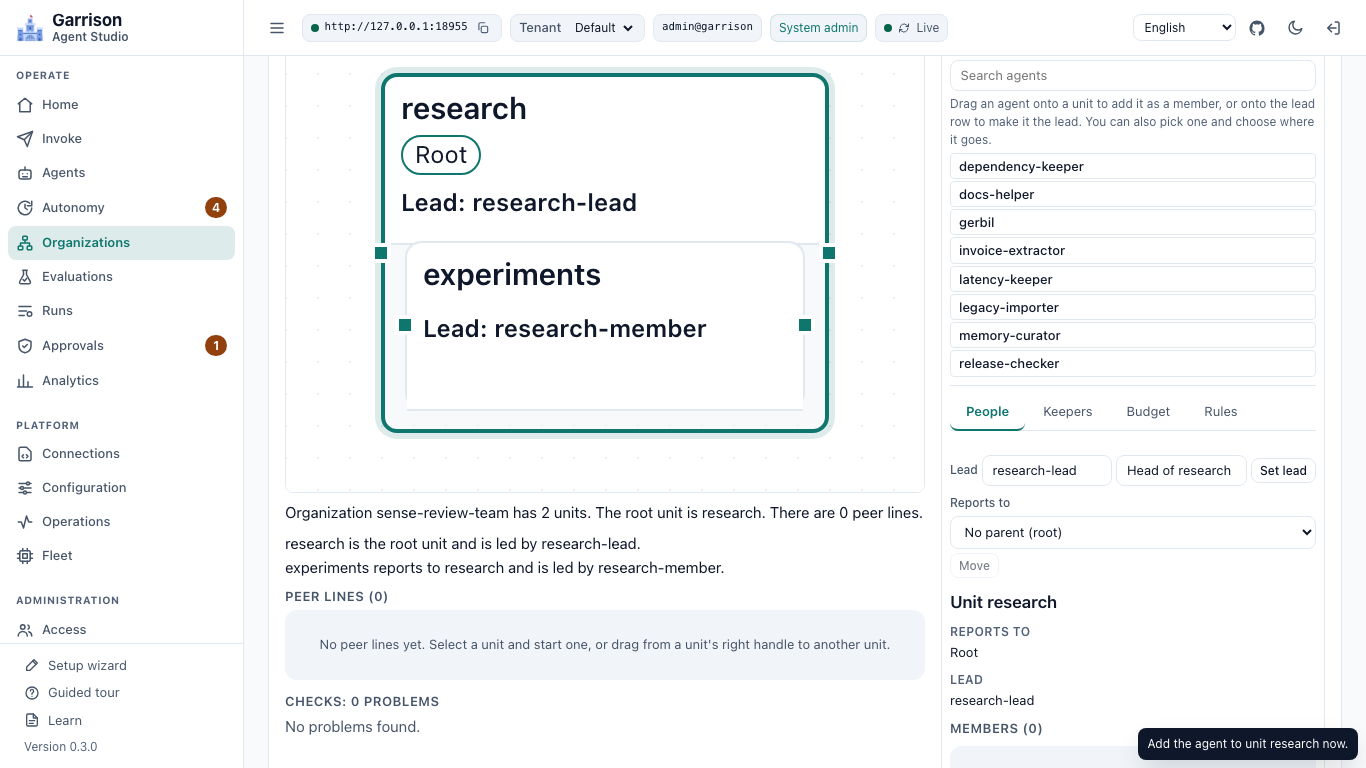 Garrison
Agent Studio
OPERATE
Home
Invoke
Agents
Autonomy
4
Organizations
Evaluations
Runs
Approvals
1
Analytics
PLATFORM
Connections
Configuration
Operations
Fleet
ADMINISTRATION
Access
Setup wizard
Guided tour
Learn
Version 0.3.0
http://127.0.0.1:18955
Tenant
Default
admin@garrison
System admin
Live
English
research
Root
Lead: research-lead
experiments
Lead: research-member
Organization sense-review-team has 2 units. The root unit is research. There are 0 peer lines.
research is the root unit and is led by research-lead.
experiments reports to research and is led by research-member.
PEER LINES (0)
No peer lines yet. Select a unit and start one, or drag from a unit's right handle to another unit.
CHECKS: 0 PROBLEMS
No problems found.
Search agents
Drag an agent onto a unit to add it as a member, or onto the lead
row to make it the lead. You can also pick one and choose where
it goes.
dependency-keeper
docs-helper
gerbil
invoice-extractor
latency-keeper
legacy-importer
memory-curator
release-checker
People
Keepers
Budget
Rules
Lead
research-lead
Head of research
Set lead
Reports to
No parent (root)
Move
Unit research
REPORTS TO
Root
LEAD
research-lead
MEMBERS (0)
Add the agent to unit research now.